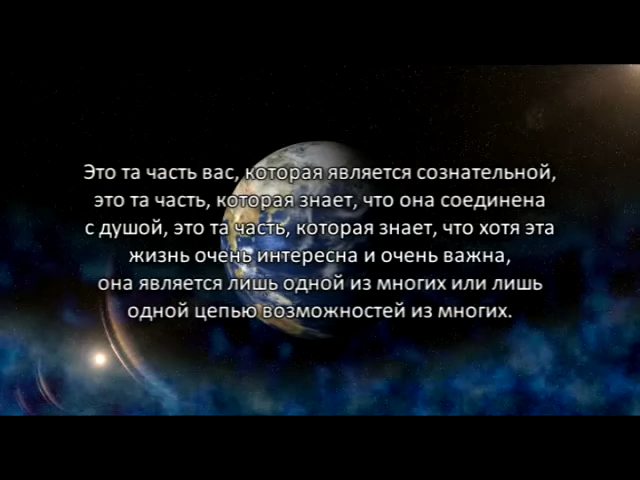 Это та часть вас, которая является сознательной,
это та часть, которая знает, что она соединена
с душой, это та часть, которая знает, что хотя эта
жизнь очень интересна и очень важна,
она является лишь одной из многих или лишь
одной цепью возможностей из многих.